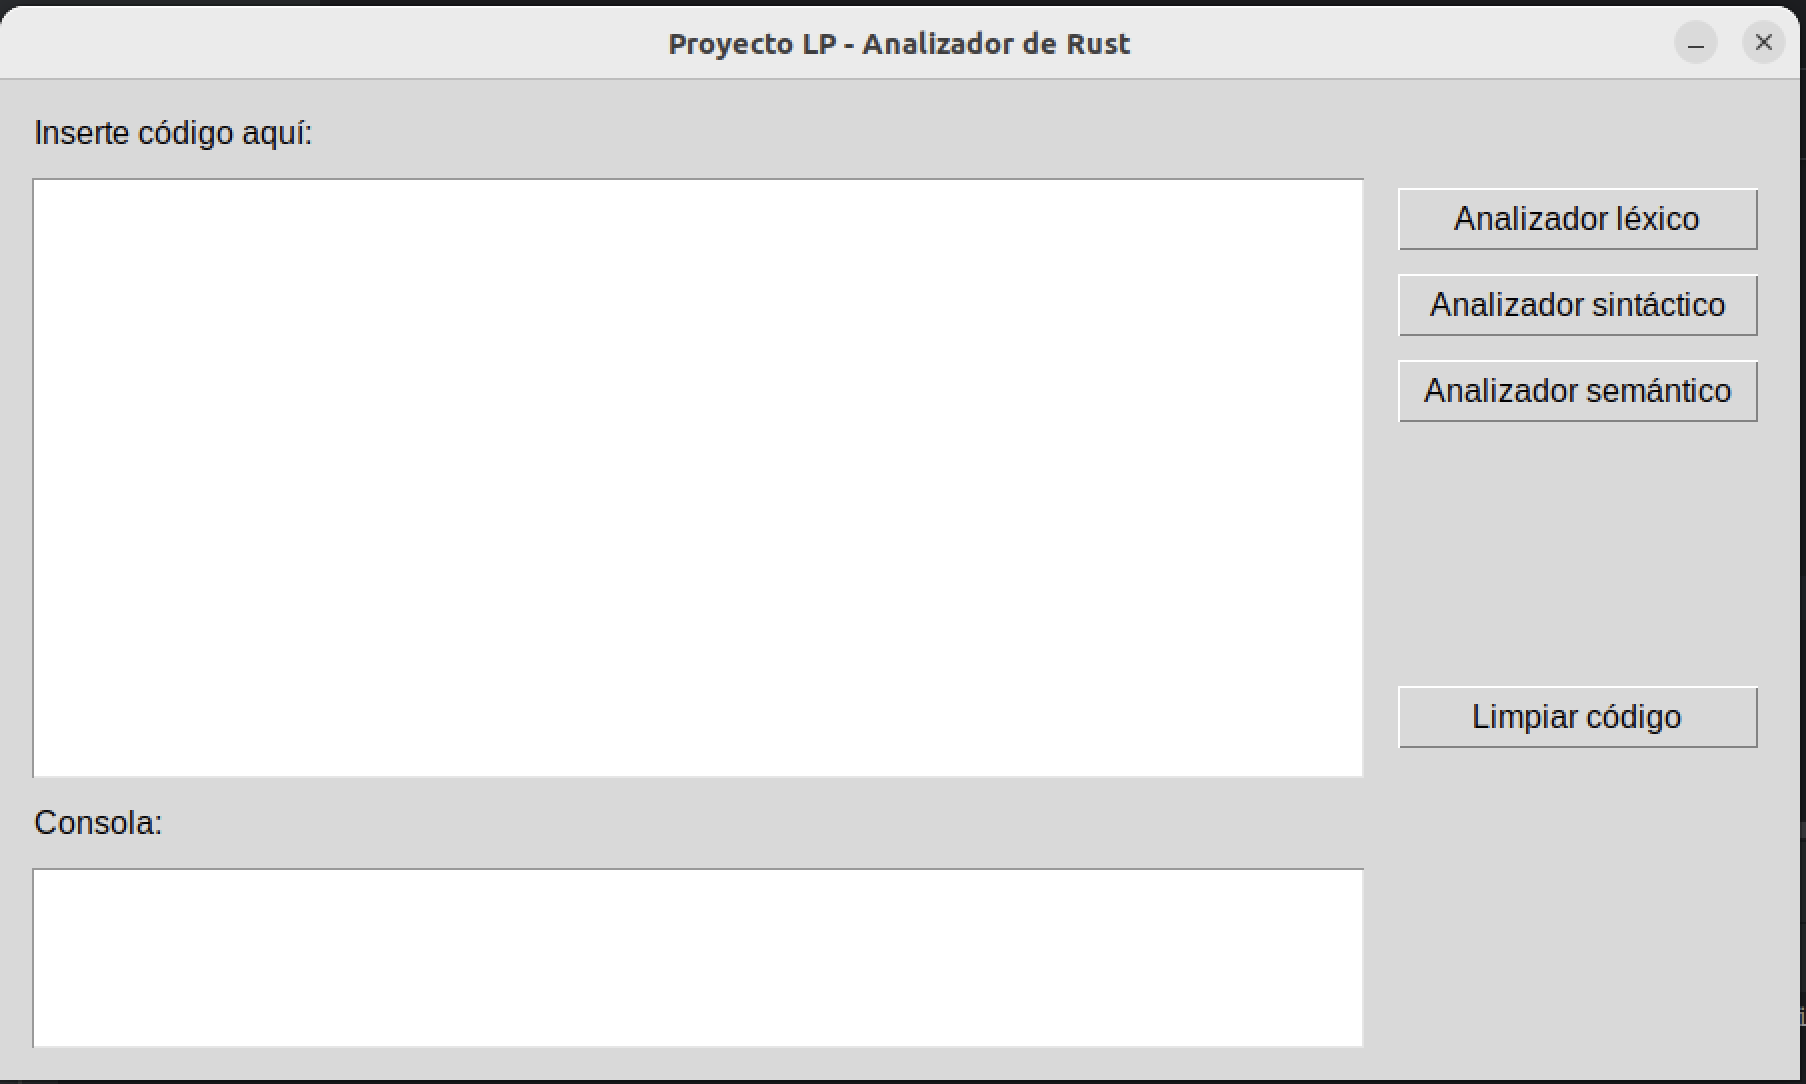 Proyecto LP - Analizador de Rust
Inserte código aquí:
Analizador léxico
Analizador sintáctico
Analizador semántico
Limpiar código
Consola: